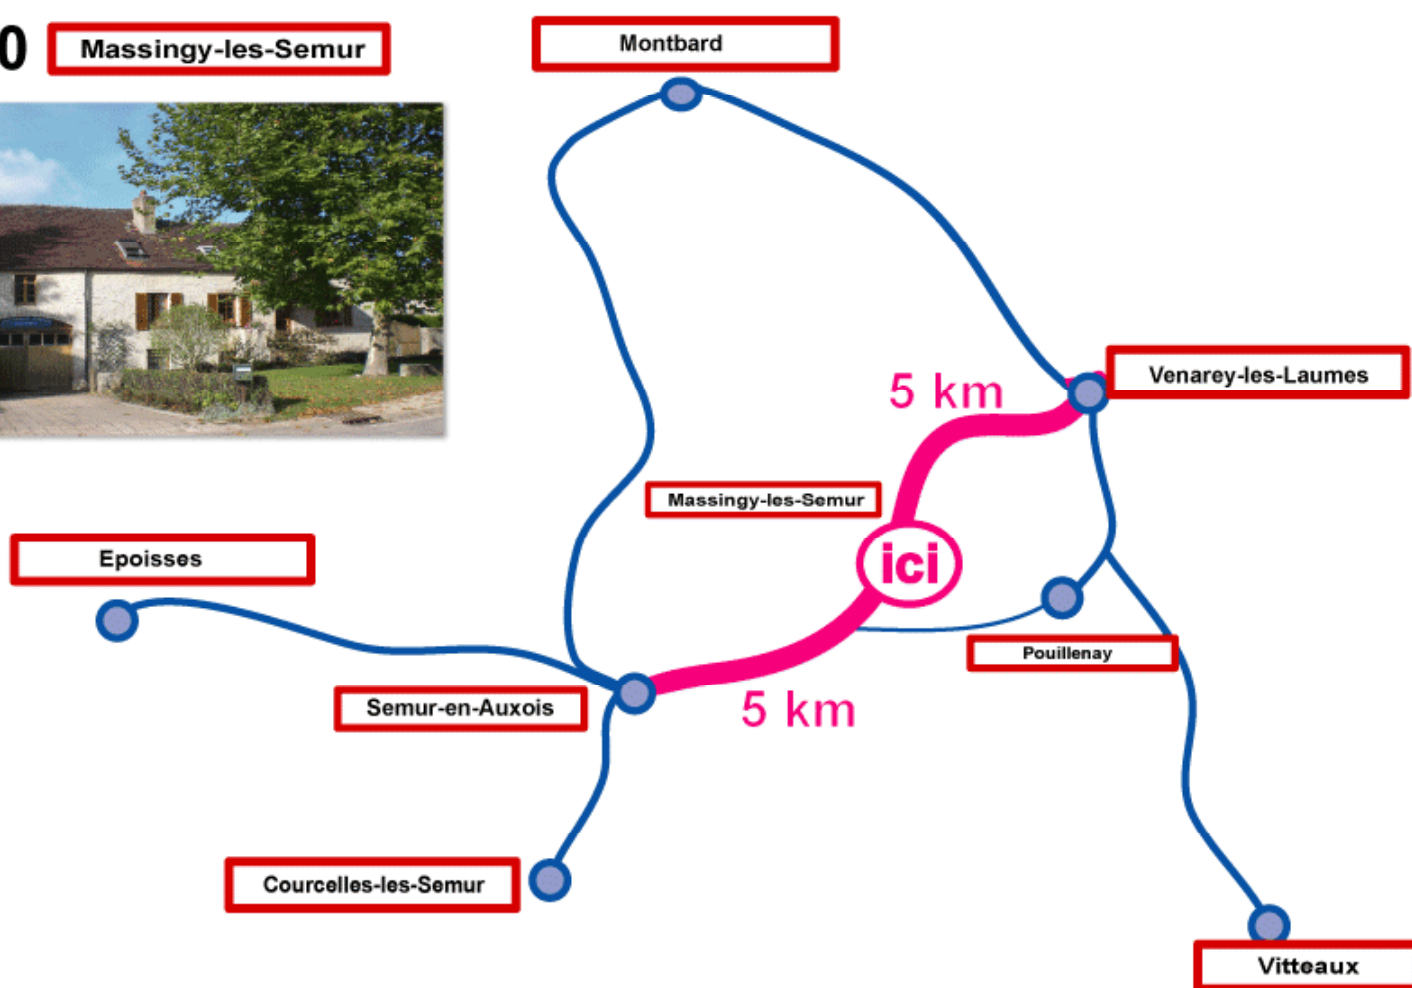 0 Massingy-les-Semur
Montbard
Venarey-les-Laumes
5 km
Massingy-les-Semur
ici
Epoisses
Pouillenay
Semur-en-Auxois
5 km
Courcelles-les-Semur
Vitteaux